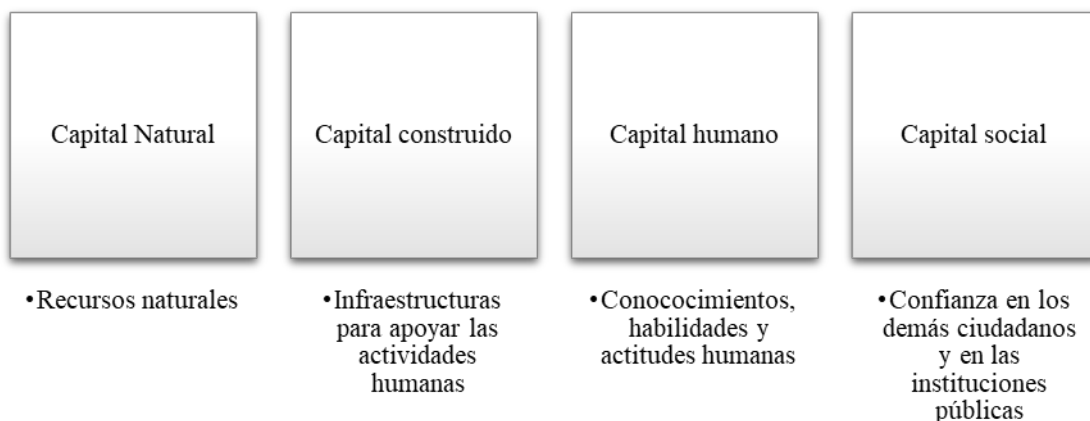 Capital Natural
Capital construido
Capital humano
Capital social
•Recursos naturales
•Infraestructuras
para apoyar las
actividades
humanas
•Conococimientos,
habilidades y
actitudes humanas
•Confianza en los
demás ciudadanos
y en las
instituciones
públicas